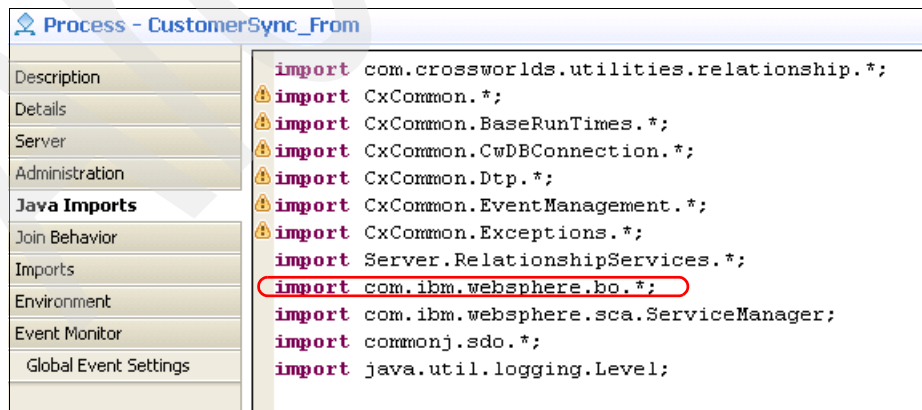 Process - CustomerSync_From
Description
Details
Server
Administration
Java Imports
Join Behavior
Imports
Environment
Event Monitor
Global Event Settings
import com.crossworlds.utilities.relationship.*;
import CxCommon.*;
import CxCommon.BaseRunTimes.*;
import CxCommon.CwDBConnection.*;
import CxCommon.Dtp.*;
import CxCommon.EventManagement.*;
import CxCommon.Exceptions.*;
import Server.RelationshipServices.*;
import com.ibm.websphere.bo.*;
import com.ibm.websphere.sca.ServiceManager;
import commonj.sdo.*;
import java.util.logging.Level;